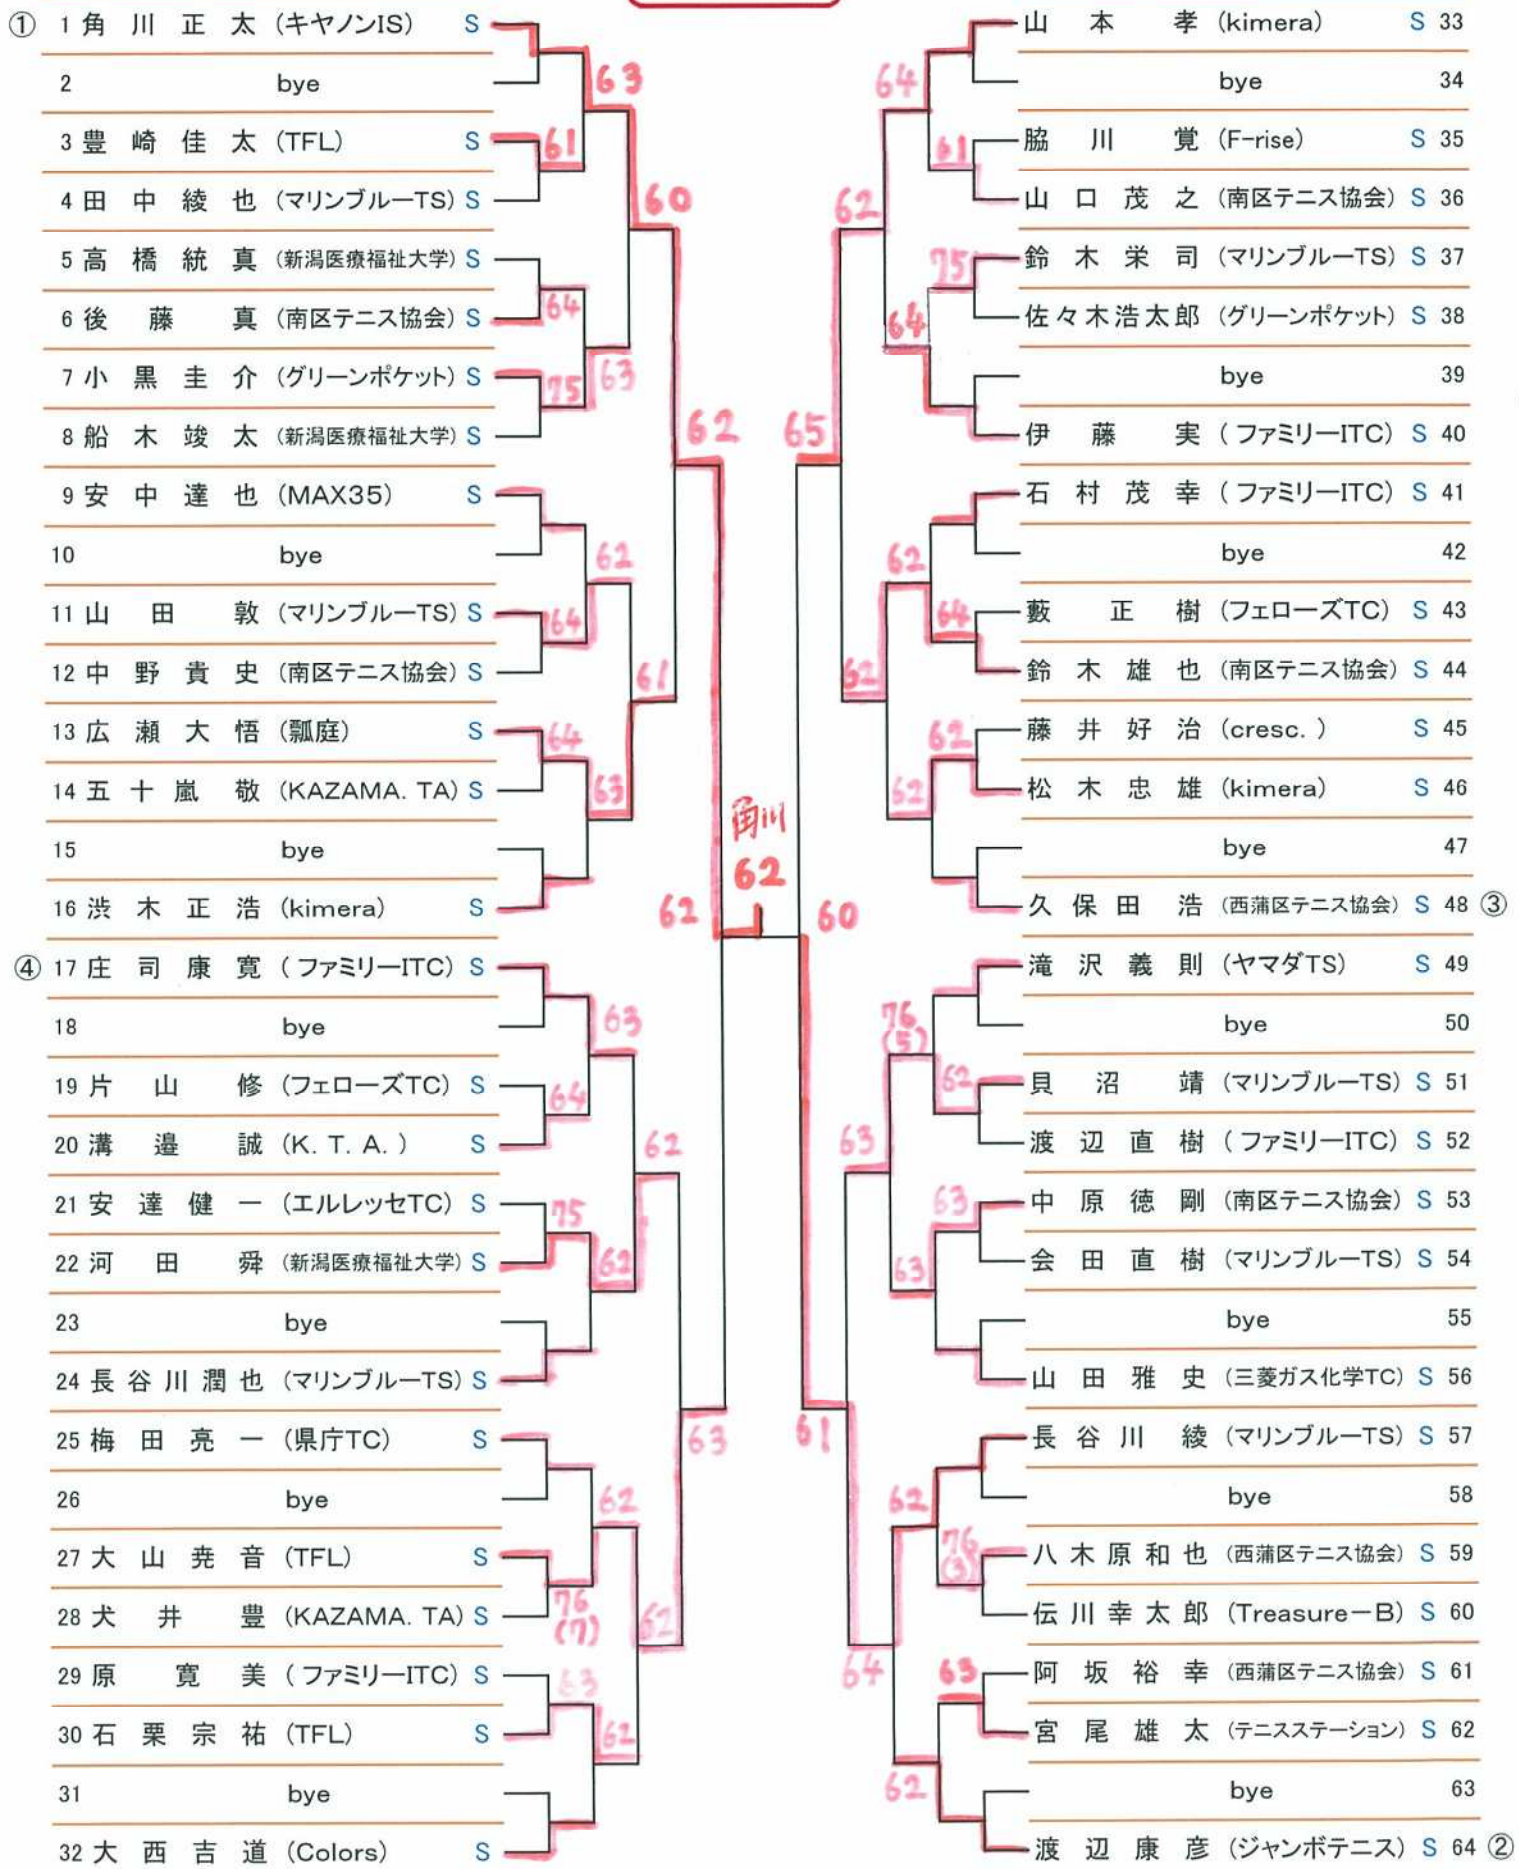 ① 1 角川正太 (キヤノンIS) S
2 bye
63
3 豊崎佳太 (TFL) S
61
4 田中綾也 (マリンブルーTS) S
60
5 高橋統真 (新潟医療福祉大学) S
6 後藤真 (南区テニス協会) S
64
7 小黒圭介 (グリーンポケット) S
75
63
8 船木竣太 (新潟医療福祉大学) S
62
9 安中達也 (MAX35) S
10 bye
62
11 山田敦 (マリンブルーTS) S
64
12 中野貴史 (南区テニス協会) S
61
13 広瀬大悟 (瓢庭) S
64
14 五十嵐敬 (KAZAMA. TA) S
63
15 bye
16 渋木正浩 (kimera) S
62
④ 17 庄司康寛 (ファミリーITC) S
18 bye
63
19 片山修 (フェローズTC) S
64
20 溝邉誠 (K. T. A. ) S
62
21 安達健一 (エルレッセTC) S
75
22 河田舜 (新潟医療福祉大学) S
62
23 bye
24 長谷川潤也 (マリンブルーTS) S
25 梅田亮一 (県庁TC) S
63
26 bye
62
27 大山尭音 (TFL) S
28 犬井豊 (KAZAMA. TA) S
76
(7)
62
29 原寛美 (ファミリーITC) S
63
30 石栗宗祐 (TFL) S
62
31 bye
32 大西吉道 (Colors) S
角川
62
山本孝 (kimera) S 33
bye 34
64
脇川覚 (F-rise) S 35
61
山口茂之 (南区テニス協会) S 36
62
鈴木栄司 (マリンブルーTS) S 37
75
佐々木浩太郎 (グリーンポケット) S 38
64
bye 39
伊藤実 (ファミリーITC) S 40
65
石村茂幸 (ファミリーITC) S 41
bye 42
62
藪正樹 (フェローズTC) S 43
64
鈴木雄也 (南区テニス協会) S 44
62
藤井好治 (cresc. ) S 45
62
松木忠雄 (kimera) S 46
62
bye 47
久保田浩 (西蒲区テニス協会) S 48 ③
60
滝沢義則 (ヤマダTS) S 49
bye 50
76
(5)
貝沼靖 (マリンブルーTS) S 51
62
渡辺直樹 (ファミリーITC) S 52
63
中原徳剛 (南区テニス協会) S 53
63
会田直樹 (マリンブルーTS) S 54
63
bye 55
山田雅史 (三菱ガス化学TC) S 56
長谷川綾 (マリンブルーTS) S 57
61
bye 58
62
八木原和也 (西蒲区テニス協会) S 59
76
(3)
伝川幸太郎 (Treasure-B) S 60
阿坂裕幸 (西蒲区テニス協会) S 61
64
63
宮尾雄太 (テニスステーション) S 62
bye 63
62
渡辺康彦 (ジャンボテニス) S 64 ②